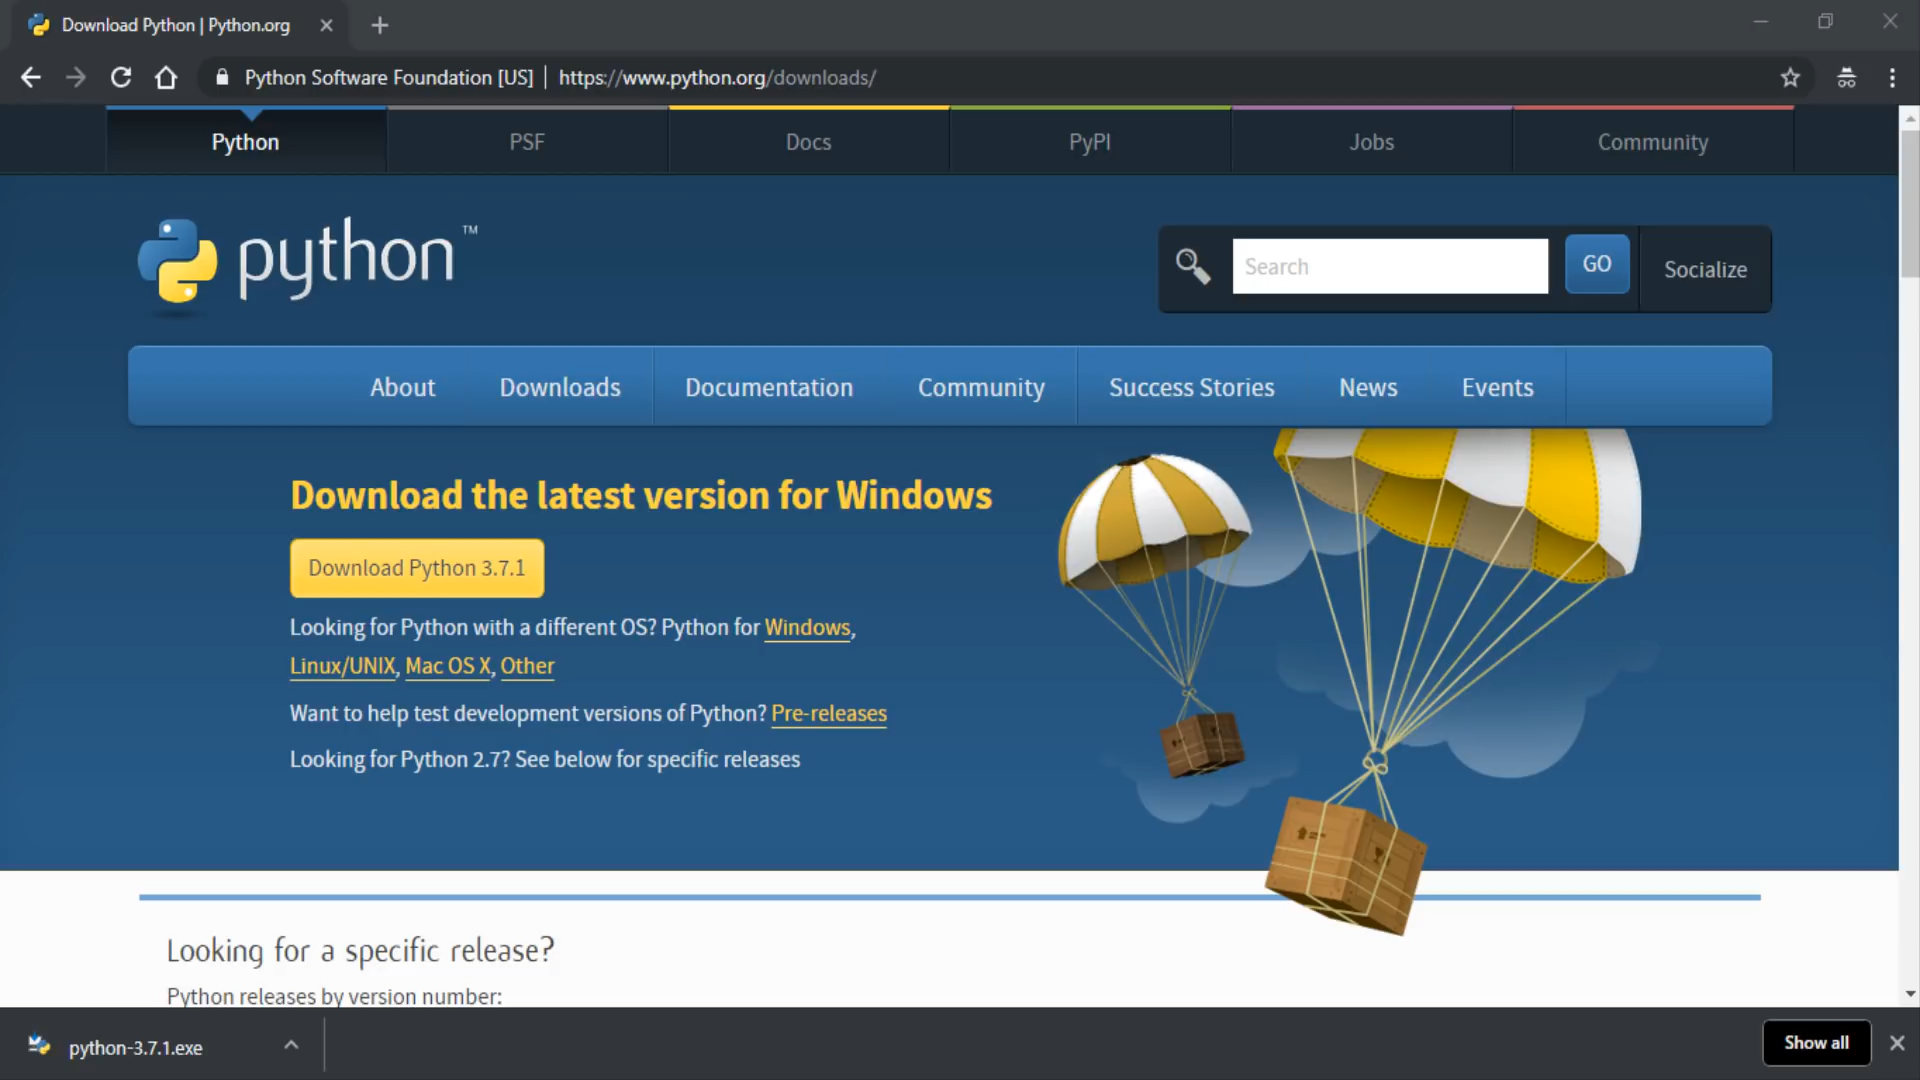 Download Python | Python.org
Python Software Foundation [US] | https://www.python.org/downloads/
Python PSF Docs PyPI Jobs Community
python™
Search GO Socialize
About Downloads Documentation Community Success Stories News Events
Download the latest version for Windows
Download Python 3.7.1
Looking for Python with a different OS? Python for Windows,
Linux/UNIX, Mac OS X, Other
Want to help test development versions of Python? Pre-releases
Looking for Python 2.7? See below for specific releases
Looking for a specific release?
Python releases by version number:
python-3.7.1.exe Show all